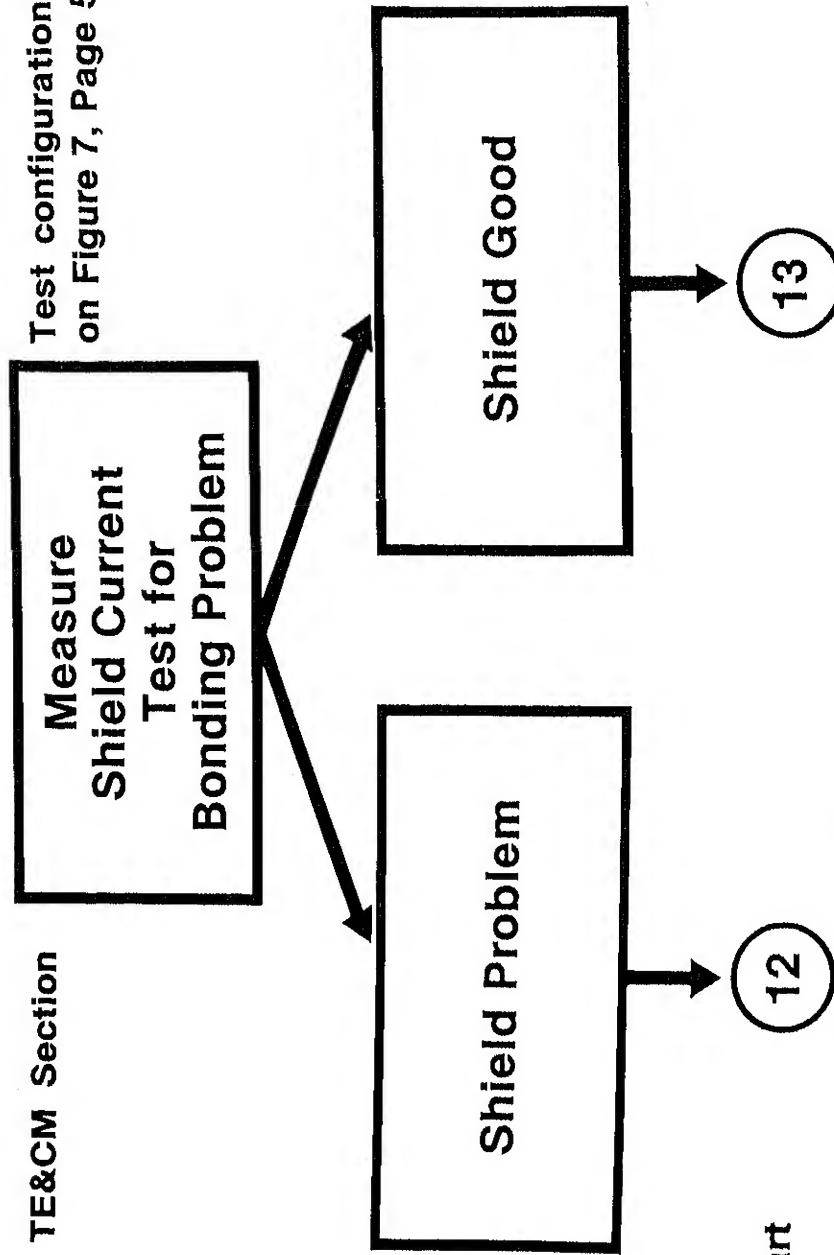 TE&CM Section
Test configuration
on Figure 7, Page 5
Measure
Shield Current
Test for
Bonding Problem
Shield Problem
Shield Good
12
13